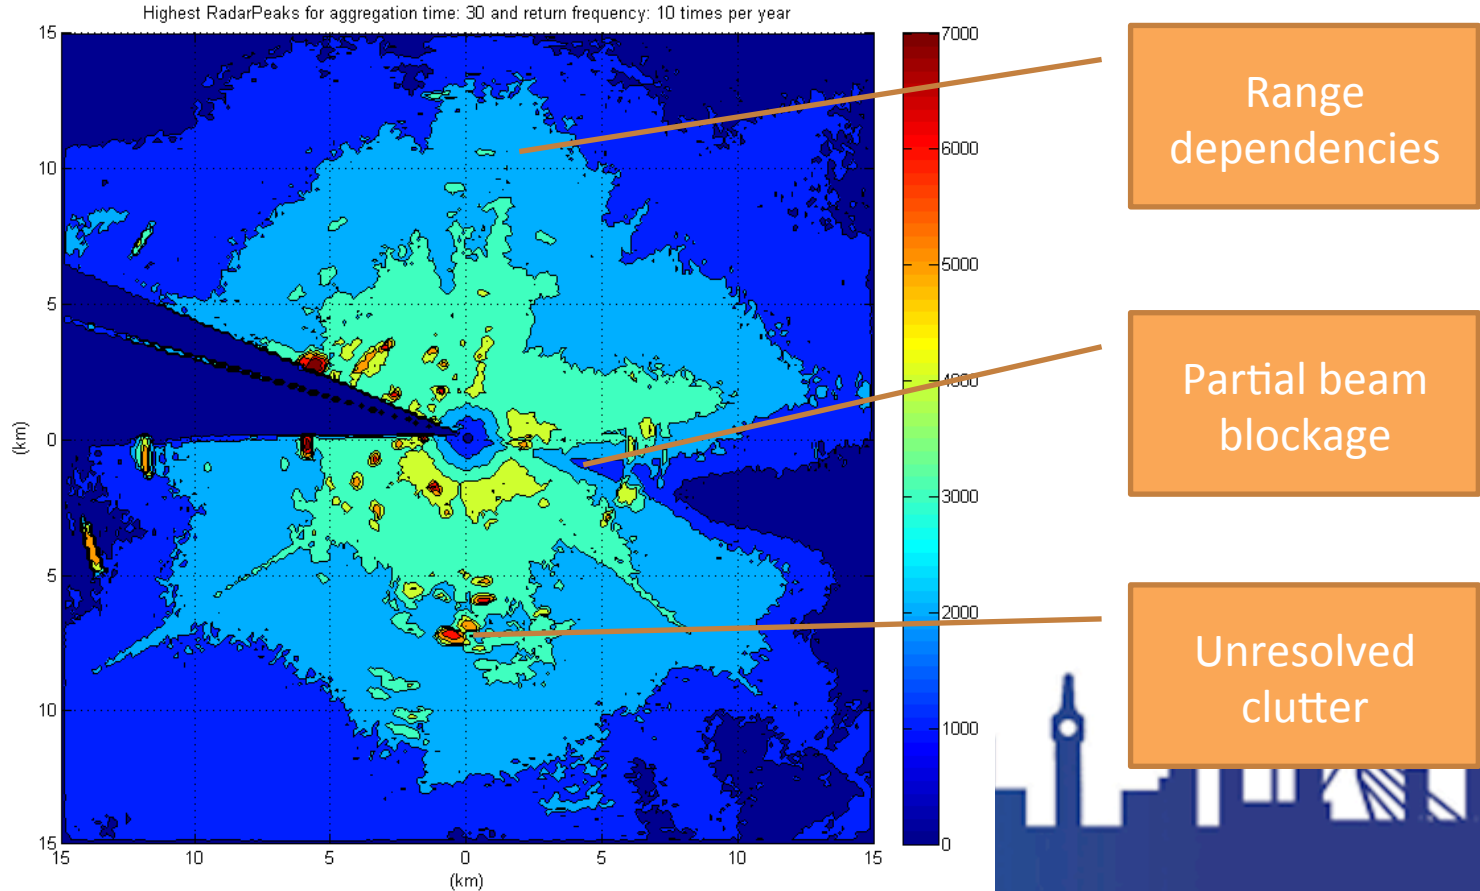 Highest RadarPeaks for aggregation time: 30 and return frequency: 10 times per year
15
10
5
0
5
10
15
(km)
15
10
5
0
5
10
15
(km)
7000
6000
5000
4000
3000
2000
1000
0
Range
dependencies
Partial beam
blockage
Unresolved
clutter